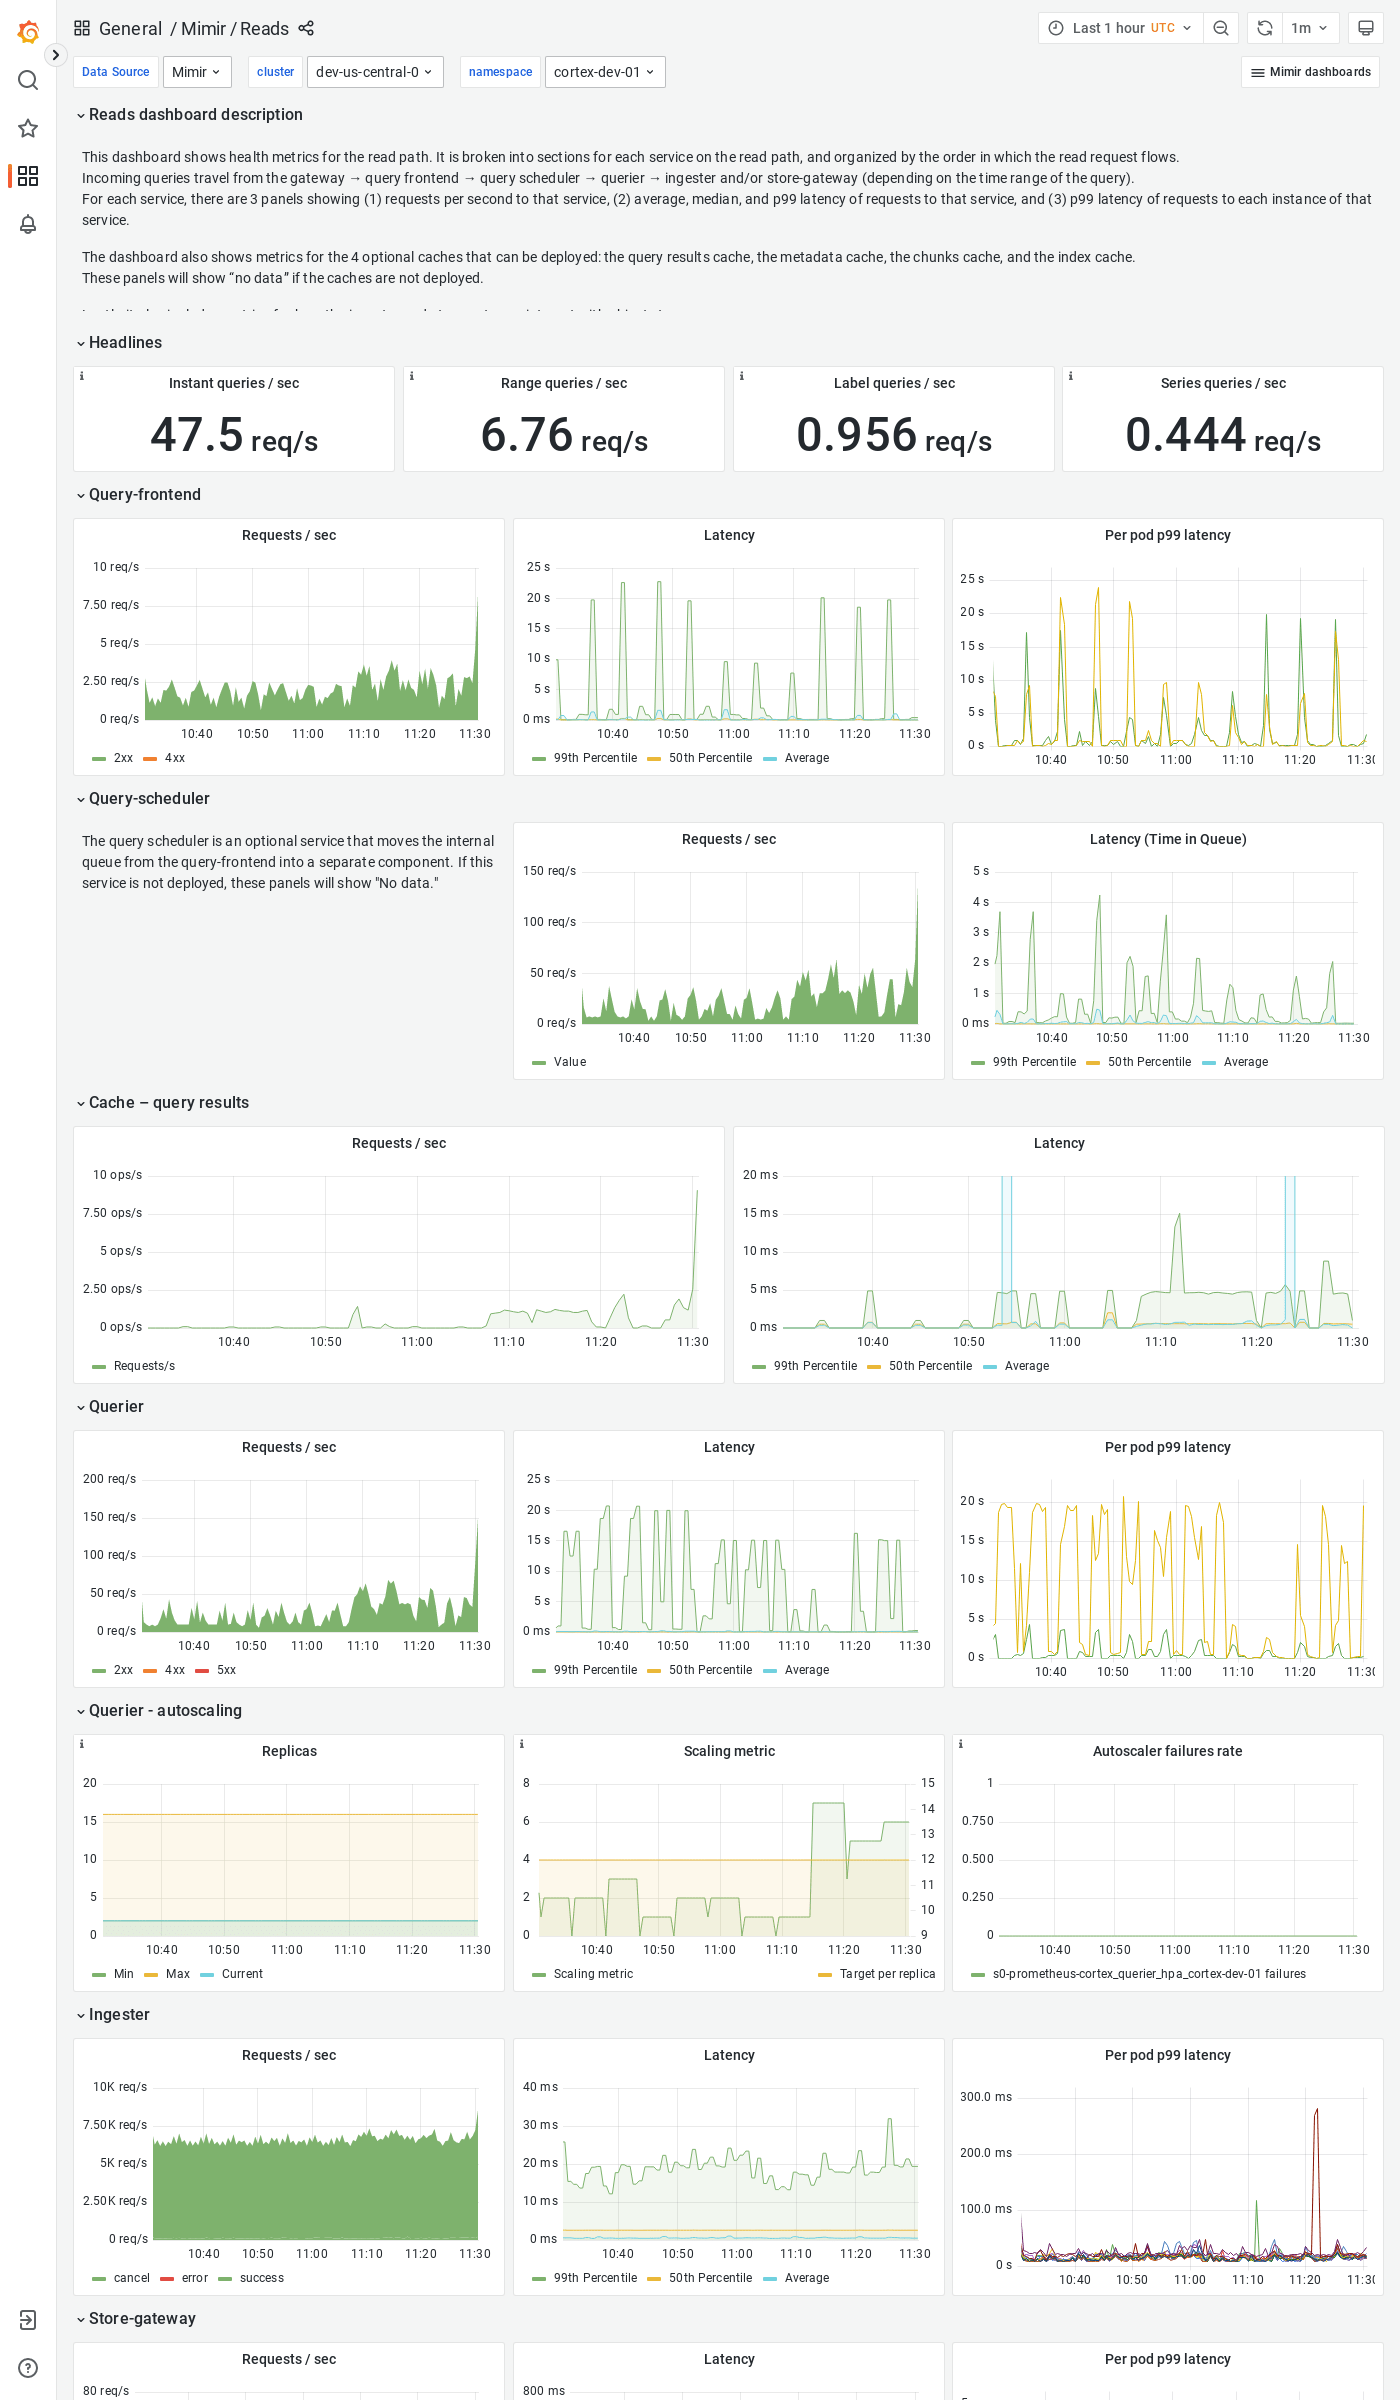 General / Mimir / Reads
Last 1 hour UTC
1m
Data Source Mimir cluster dev-us-central-0 namespace cortex-dev-01
Mimir dashboards
Reads dashboard description
This dashboard shows health metrics for the read path. It is broken into sections for each service on the read path, and organized by the order in which the read request flows.
Incoming queries travel from the gateway → query frontend → query scheduler → querier → ingester and/or store-gateway (depending on the time range of the query).
For each service, there are 3 panels showing (1) requests per second to that service, (2) average, median, and p99 latency of requests to that service, and (3) p99 latency of requests to each instance of that
service.
The dashboard also shows metrics for the 4 optional caches that can be deployed: the query results cache, the metadata cache, the chunks cache, and the index cache.
These panels will show “no data” if the caches are not deployed.
Headlines
Instant queries / sec
47.5 req/s
Range queries / sec
6.76 req/s
Label queries / sec
0.956 req/s
Series queries / sec
0.444 req/s
Query-frontend
Requests / sec
10 req/s
7.50 req/s
5 req/s
2.50 req/s
0 req/s
10:40 10:50 11:00 11:10 11:20 11:30
2xx 4xx
Latency
25 s
20 s
15 s
10 s
5 s
0 ms
10:40 10:50 11:00 11:10 11:20 11:30
99th Percentile 50th Percentile Average
Per pod p99 latency
25 s
20 s
15 s
10 s
5 s
0 s
10:40 10:50 11:00 11:10 11:20 11:30
Query-scheduler
The query scheduler is an optional service that moves the internal
queue from the query-frontend into a separate component. If this
service is not deployed, these panels will show "No data."
Requests / sec
150 req/s
100 req/s
50 req/s
0 req/s
10:40 10:50 11:00 11:10 11:20 11:30
Value
Latency (Time in Queue)
5 s
4 s
3 s
2 s
1 s
0 ms
10:40 10:50 11:00 11:10 11:20 11:30
99th Percentile 50th Percentile Average
Cache – query results
Requests / sec
10 ops/s
7.50 ops/s
5 ops/s
2.50 ops/s
0 ops/s
10:40 10:50 11:00 11:10 11:20 11:30
Requests/s
Latency
20 ms
15 ms
10 ms
5 ms
0 ms
10:40 10:50 11:00 11:10 11:20 11:30
99th Percentile 50th Percentile Average
Querier
Requests / sec
200 req/s
150 req/s
100 req/s
50 req/s
0 req/s
10:40 10:50 11:00 11:10 11:20 11:30
2xx 4xx 5xx
Latency
25 s
20 s
15 s
10 s
5 s
0 ms
10:40 10:50 11:00 11:10 11:20 11:30
99th Percentile 50th Percentile Average
Per pod p99 latency
20 s
15 s
10 s
5 s
0 s
10:40 10:50 11:00 11:10 11:20 11:30
Querier - autoscaling
Replicas
20
15
10
5
0
10:40 10:50 11:00 11:10 11:20 11:30
Min Max Current
Scaling metric
8
6
4
2
0
15
14
13
12
11
10
9
10:40 10:50 11:00 11:10 11:20 11:30
Scaling metric Target per replica
Autoscaler failures rate
1
0.750
0.500
0.250
0
10:40 10:50 11:00 11:10 11:20 11:30
s0-prometheus-cortex_querier_hpa_cortex-dev-01 failures
Ingester
Requests / sec
10K req/s
7.50K req/s
5K req/s
2.50K req/s
0 req/s
10:40 10:50 11:00 11:10 11:20 11:30
cancel error success
Latency
40 ms
30 ms
20 ms
10 ms
0 ms
10:40 10:50 11:00 11:10 11:20 11:30
99th Percentile 50th Percentile Average
Per pod p99 latency
300.0 ms
200.0 ms
100.0 ms
0 s
10:40 10:50 11:00 11:10 11:20 11:30
Store-gateway
Requests / sec
80 req/s
Latency
800 ms
Per pod p99 latency